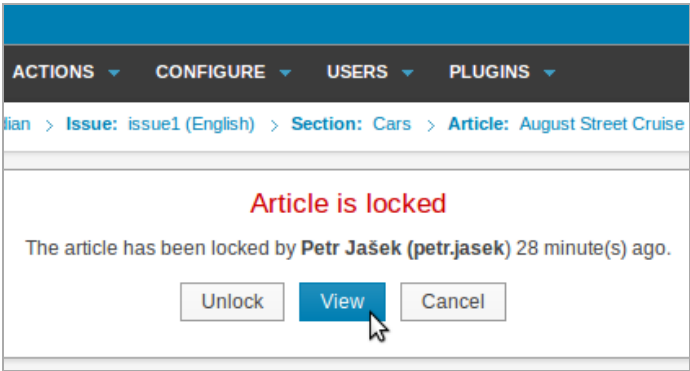 ACTIONS CONFIGURE USERS PLUGINS
dian > Issue: issue1 (English) > Section: Cars > Article: August Street Cruise
Article is locked
The article has been locked by Petr Jašek (petr.jasek) 28 minute(s) ago.
Unlock View Cancel